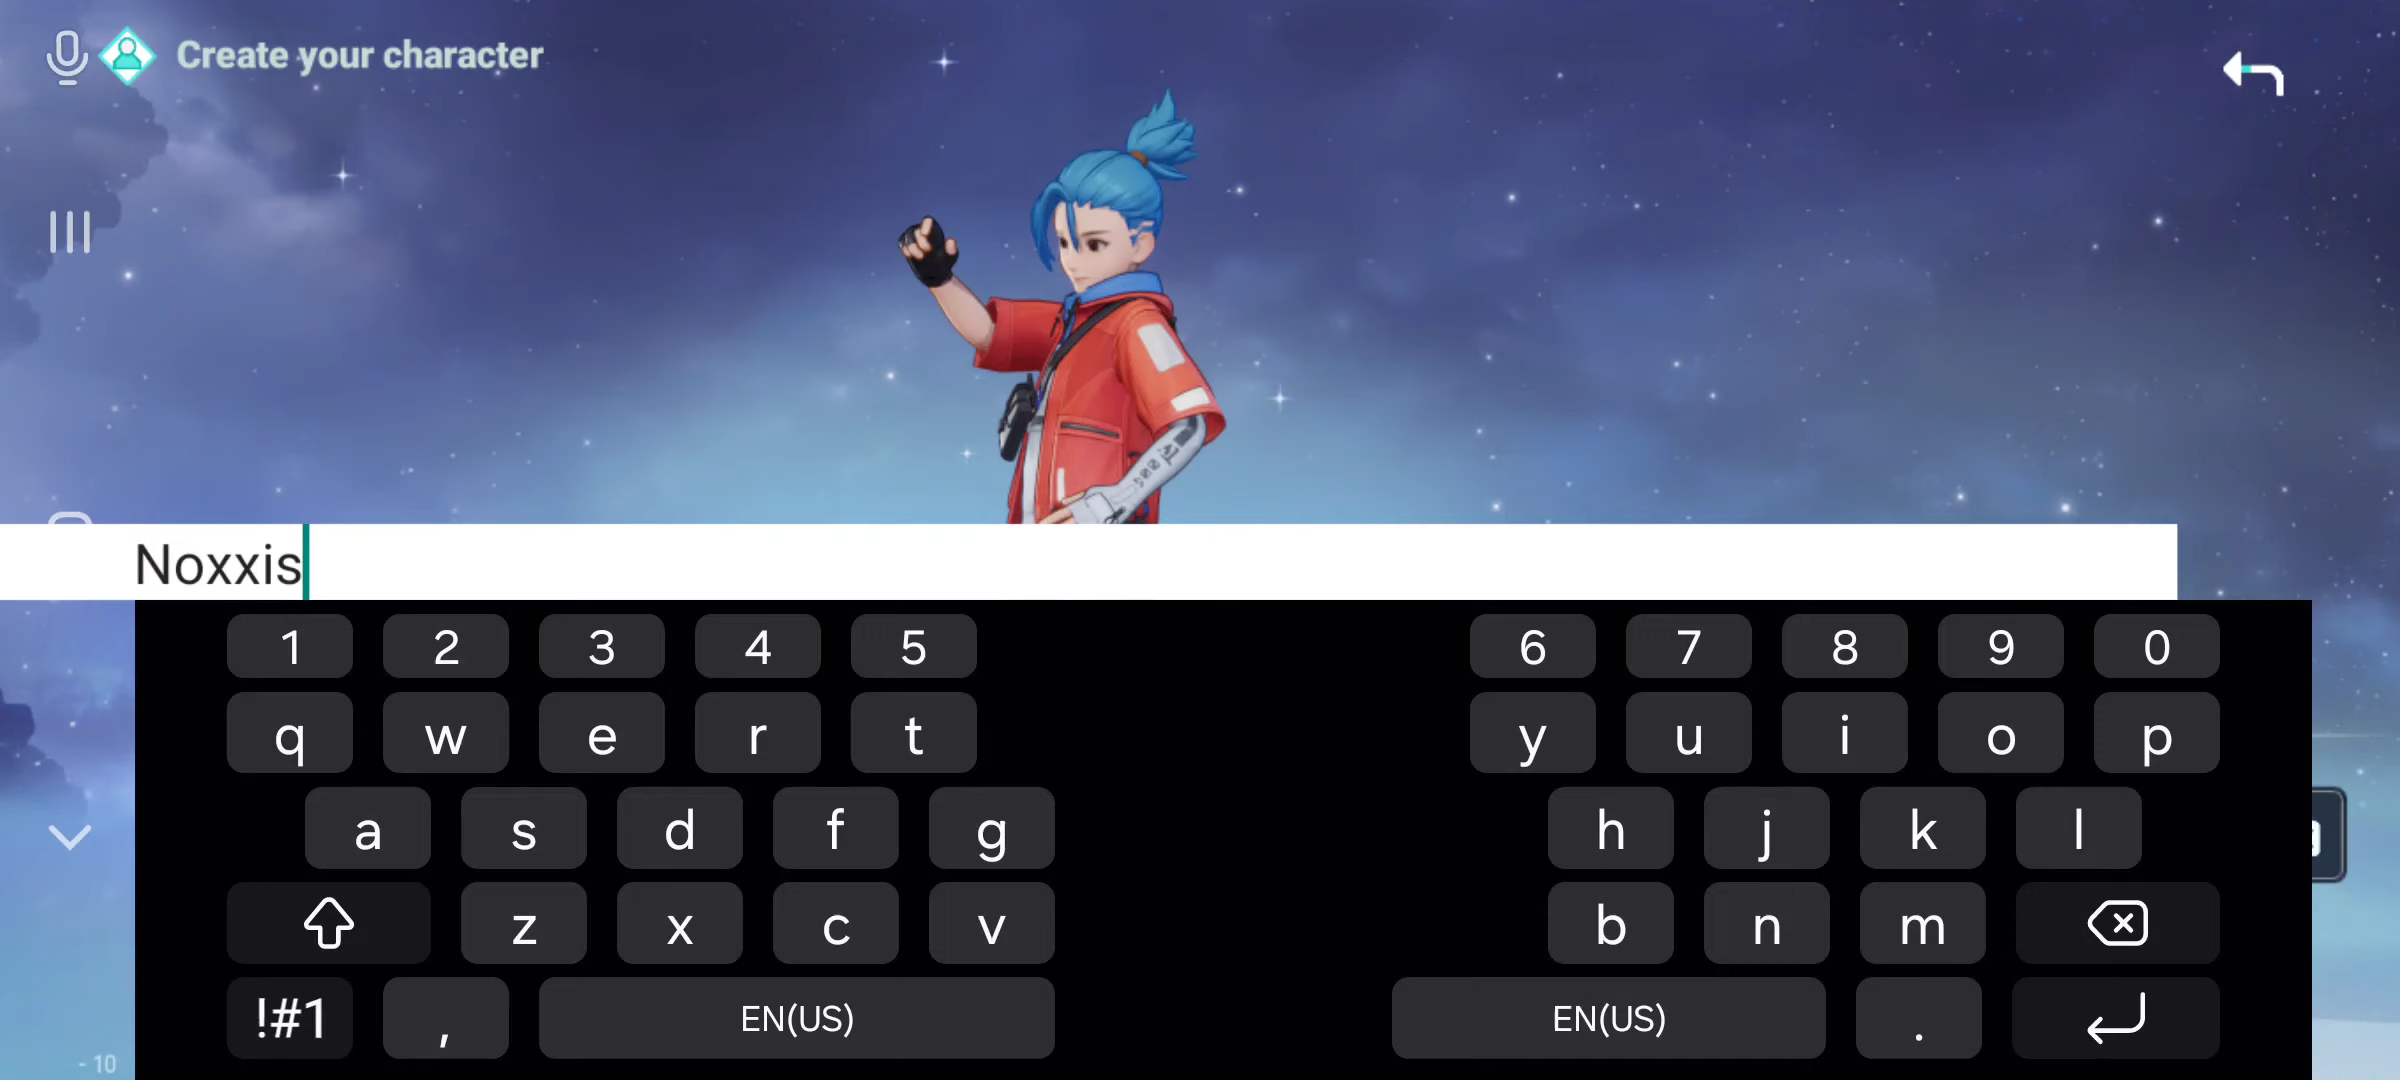 Create your character
Noxxis
1 2 3 4 5 6 7 8 9 0
q w e r t y u i o p
a s d f g h j k l
z x c v b n m
!#1 , EN(US) EN(US) .
- 10